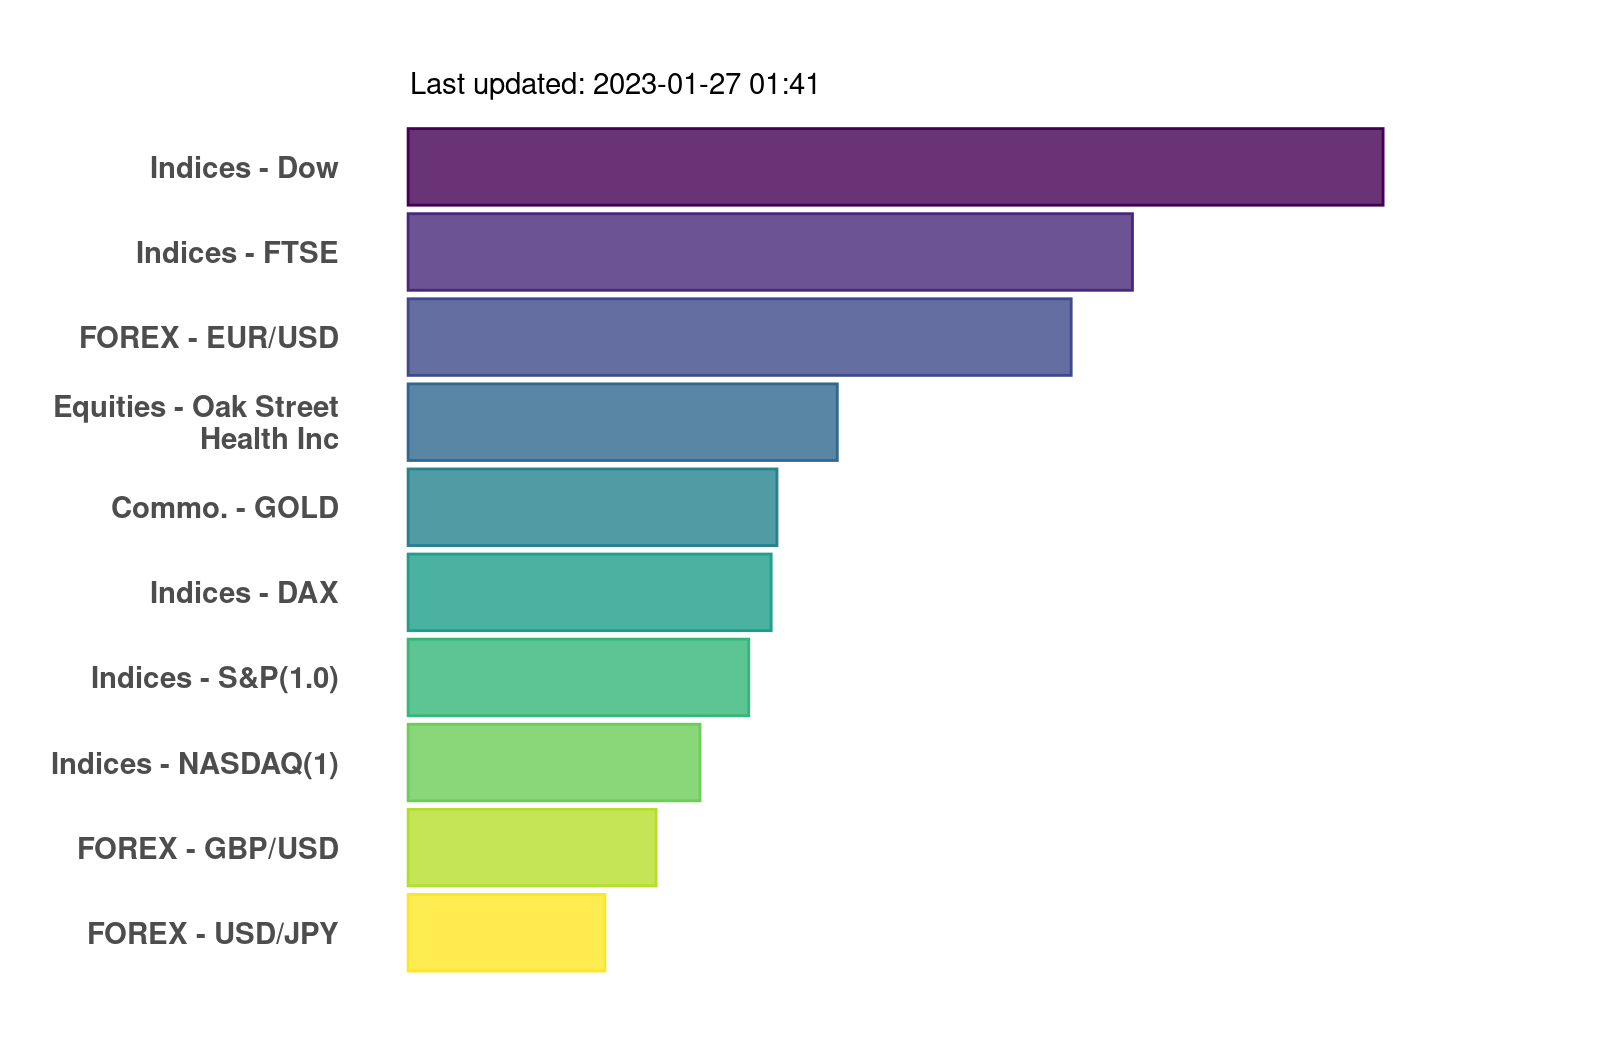 Last updated: 2023-01-27 01:41
Indices - Dow
Indices - FTSE
FOREX - EUR/USD
Equities - Oak Street
Health Inc
Commo. - GOLD
Indices - DAX
Indices - S&P(1.0)
Indices - NASDAQ(1)
FOREX - GBP/USD
FOREX - USD/JPY